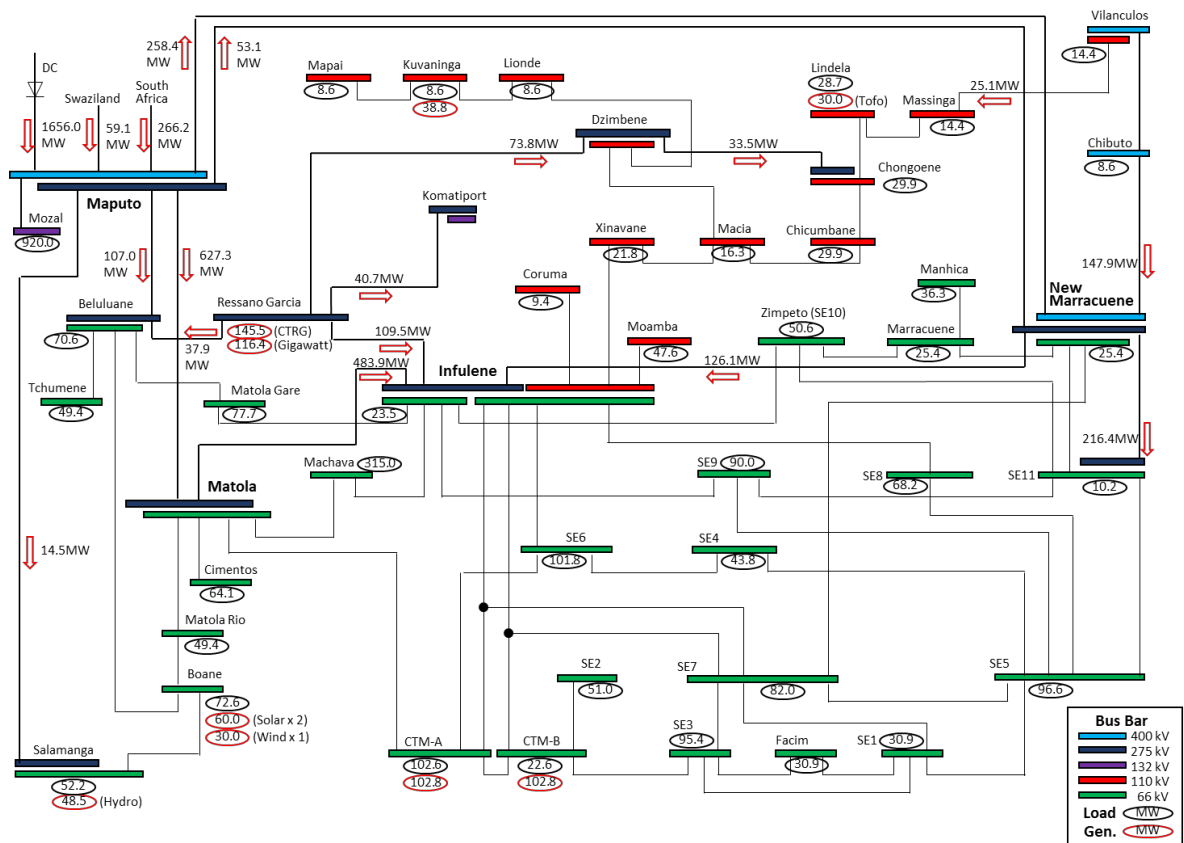 Vilanculos
14.4
258.4
MW
53.1
MW
DC
Swaziland
South
Africa
1656.0
MW
59.1
MW
266.2
MW
Mapai
8.6
Kuvaninga
8.6
38.8
Lionde
8.6
Lindela
28.7
30.0 (Tofo)
25.1MW
Massinga
14.4
Dzimbene
73.8MW
33.5MW
Chibuto
8.6
Chongoene
29.9
Maputo
Mozal
920.0
Komatiport
Xinavane
21.8
Macia
16.3
Chicumbane
29.9
107.0
MW
627.3
MW
40.7MW
Coruma
9.4
Manhica
36.3
147.9MW
New
Marracuene
25.4
Beluluane
70.6
Ressano Garcia
145.5 (CTRG)
116.4 (Gigawatt)
37.9
MW
109.5MW
483.9MW
Moamba
47.6
Zimpeto (SE10)
50.6
Marracuene
25.4
126.1MW
Infulene
23.5
Tchumene
49.4
Matola Gare
77.7
216.4MW
Machava
315.0
SE9
90.0
SE8
68.2
SE11
10.2
Matola
14.5MW
SE6
101.8
SE4
43.8
Cimentos
64.1
Matola Rio
49.4
Boane
72.6
60.0 (Solar x 2)
30.0 (Wind x 1)
SE2
51.0
SE7
82.0
SE5
96.6
Salamanga
52.2
48.5 (Hydro)
CTM-A
102.6
102.8
CTM-B
22.6
102.8
SE3
95.4
Facim
30.9
SE1
30.9
Bus Bar
400 kV
275 kV
132 kV
110 kV
66 kV
Load MW
Gen. MW